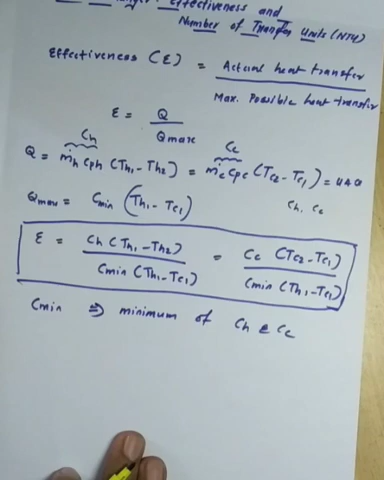 Effectiveness and
Number of Transfer Units (NTU)
Effectiveness (E) = Actual heat transfer / Max. Possible heat transfer
E = Q / Qmax
Ch Cc
Q = ṁh Cph (Th1 - Th2) = ṁc Cpc (Tc2 - Tc1) = UAθ
Ch, Cc
Qmax = Cmin (Th1 - Tc1)
E = Ch (Th1 - Th2) / Cmin (Th1 - Tc1) = Cc (Tc2 - Tc1) / Cmin (Th1 - Tc1)
Cmin ⇒ minimum of Ch & Cc